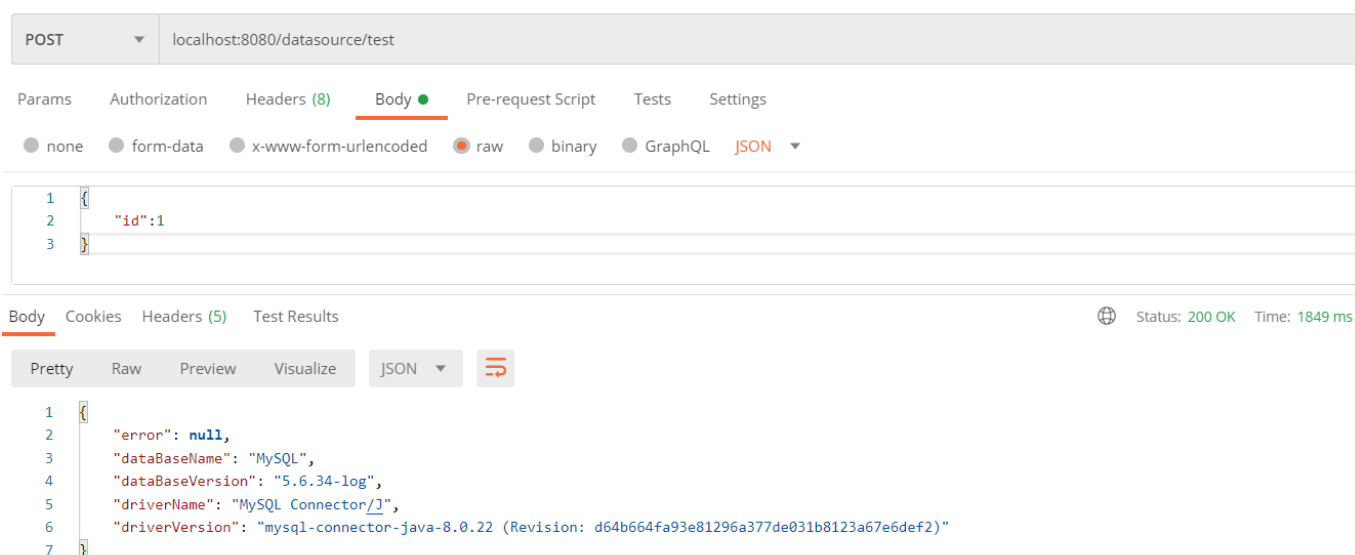 POST localhost:8080/datasource/test
Params Authorization Headers (8) Body Pre-request Script Tests Settings
none form-data x-www-form-urlencoded raw binary GraphQL JSON
1 {
2 "id":1
3 }
Body Cookies Headers (5) Test Results Status: 200 OK Time: 1849 ms
Pretty Raw Preview Visualize JSON
1 {
2 "error": null,
3 "dataBaseName": "MySQL",
4 "dataBaseVersion": "5.6.34-log",
5 "driverName": "MySQL Connector/J",
6 "driverVersion": "mysql-connector-java-8.0.22 (Revision: d64b664fa93e81296a377de031b8123a67e6def2)"
7 }